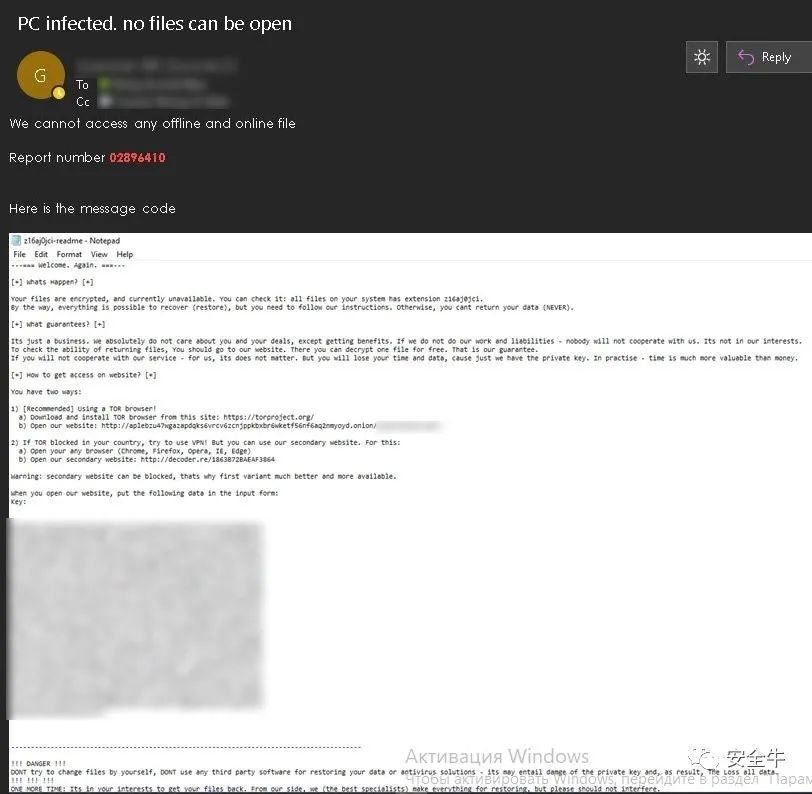 PC infected. no files can be open
G
To
Cc
Reply
We cannot access any offline and online file
Report number 02896410
Here is the message code
z16aj0jci-readme - Notepad
File Edit Format View Help
---=== Welcome. Again. ===---
[+] Whats Happen? [+]
Your files are encrypted, and currently unavailable. You can check it: all files on your system has extension z16aj0jci.
By the way, everything is possible to recover (restore), but you need to follow our instructions. Otherwise, you cant return your data (NEVER).
[+] What guarantees? [+]
Its just a business. We absolutely do not care about you and your deals, except getting benefits. If we do not do our work and liabilities - nobody will not cooperate with us. Its not in our interests.
To check the ability of returning files, You should go to our website. There you can decrypt one file for free. That is our guarantee.
If you will not cooperate with our service - for us, its does not matter. But you will lose your time and data, cause just we have the private key. In practise - time is much more valuable than money.
[+] How to get access on website? [+]
You have two ways:
1) [Recommended] Using a TOR browser!
a) Download and install TOR browser from this site: https://torproject.org/
b) Open our website: http://aplebzu47wgazapdqks6vrcv6zcnjppkbxbr6wketf56nf6aq2nmyoyd.onion/
2) If TOR blocked in your country, try to use VPN! But you can use our secondary website. For this:
a) Open your any browser (Chrome, Firefox, Opera, IE, Edge)
b) Open our secondary website: http://decoder.re/1863B72BAEAF3864
Warning: secondary website can be blocked, thats why first variant much better and more available.
When you open our website, put the following data in the input form:
Key:
-----------------------------------------------------------------------------------------
!!! DANGER !!!
DONT try to change files by yourself, DONT use any third party software for restoring your data or antivirus solutions - its may entail damge of the private key and, as result, The Loss all data.
!!! !!! !!!
ONE MORE TIME: Its in your interests to get your files back. From our side, we (the best specialists) make everything for restoring, but please should not interfere.
Активация Windows
Чтобы активировать Windows, перейдите в раздел "Парам
安全牛